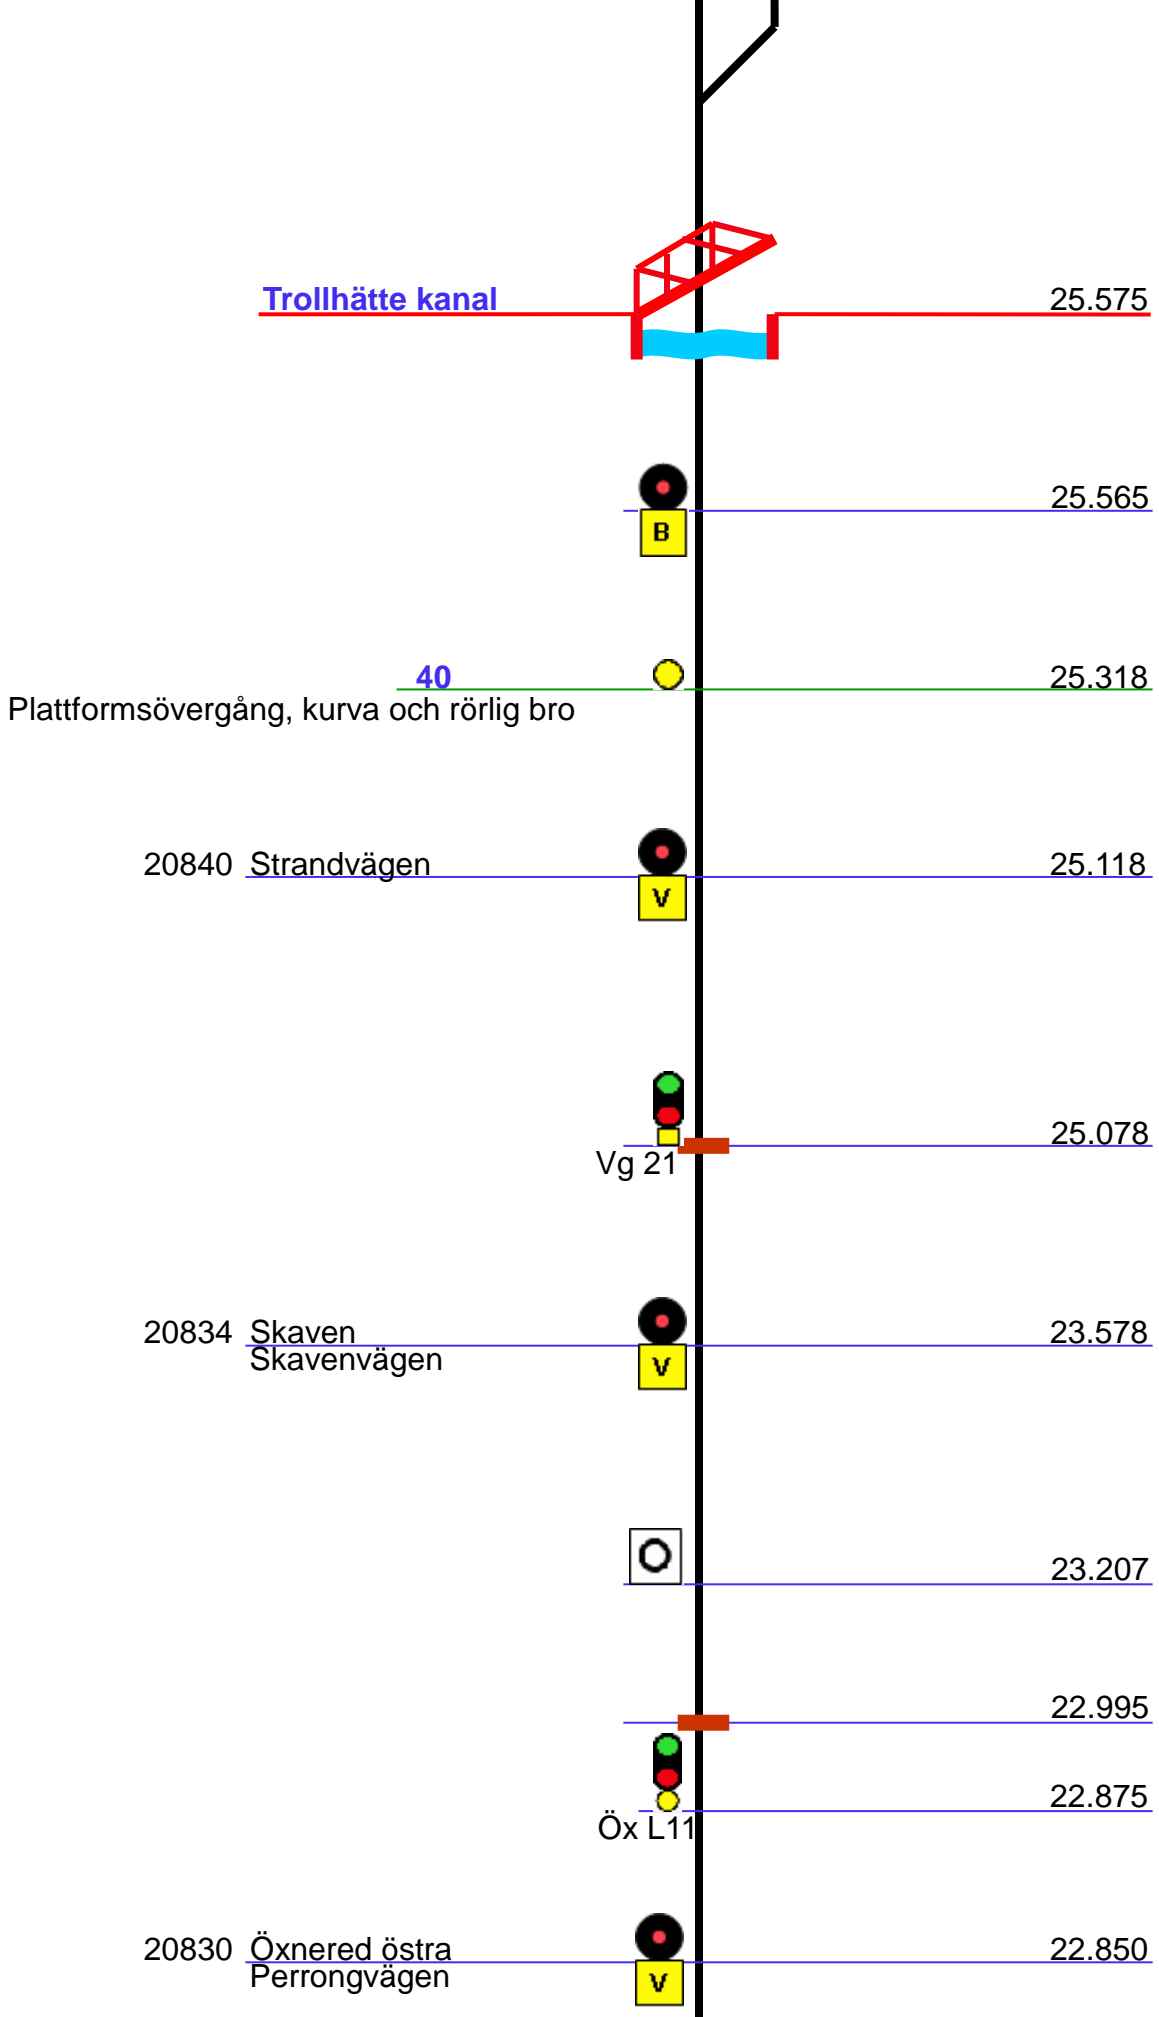 Trollhätte kanal 25.575
25.565
B
40 25.318
Plattformsövergång, kurva och rörlig bro
20840 Strandvägen 25.118
V
25.078
Vg 21
20834 Skaven 23.578
Skavenvägen
V
O 23.207
22.995
22.875
Öx L11
20830 Öxnered östra 22.850
Perrongvägen
V